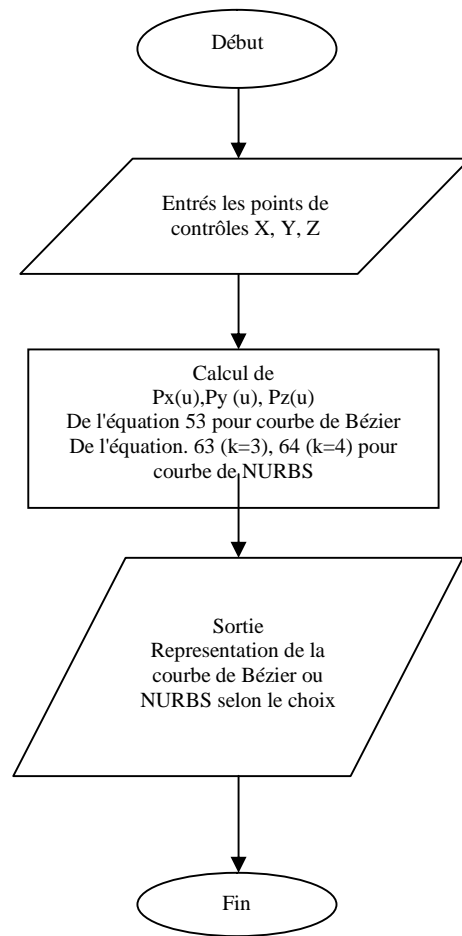 Début
Entrés les points de
contrôles X, Y, Z
Calcul de
Px(u),Py (u), Pz(u)
De l'équation 53 pour courbe de Bézier
De l'équation. 63 (k=3), 64 (k=4) pour
courbe de NURBS
Sortie
Representation de la
courbe de Bézier ou
NURBS selon le choix
Fin